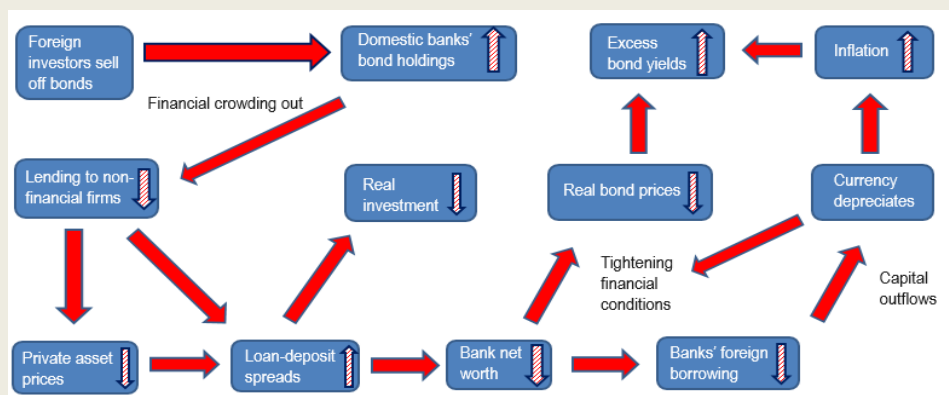 Foreign
investors sell
off bonds
Domestic banks'
bond holdings
Excess
bond yields
Inflation
Financial crowding out
Lending to non-
financial firms
Real
investment
Real bond prices
Currency
depreciates
Tightening
financial
conditions
Capital
outflows
Private asset
prices
Loan-deposit
spreads
Bank net
worth
Banks' foreign
borrowing